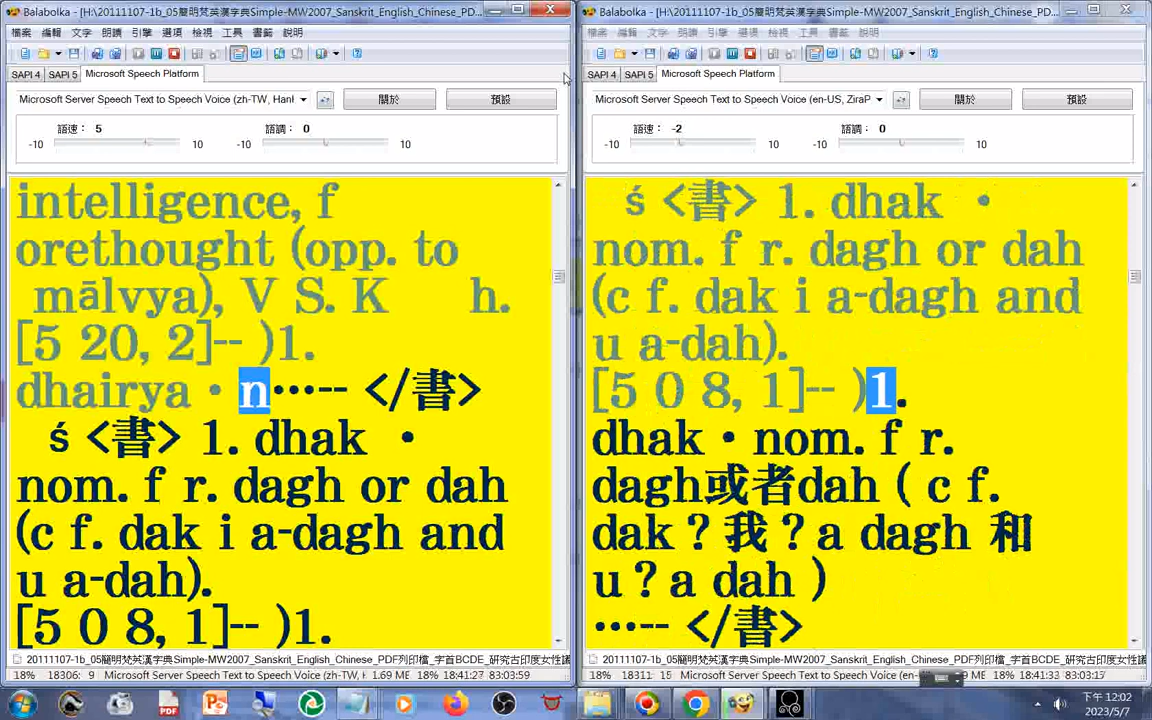 Balabolka - [H:\20111107-1b_05簡明梵英漢字典Simple-MW2007_Sanskrit_English_Chinese_PD...
檔案 編輯 文字 朗讀 引擎 選項 檢視 工具 書籤 說明
SAPI 4 SAPI 5 Microsoft Speech Platform
Microsoft Server Speech Text to Speech Voice (zh-TW, Hanl 關於 預設
語速： 5 語調： 0
-10 10 -10 10
intelligence, f
orethought (opp. to
mālvya), V S. K h.
[5 20, 2]-- )1.
dhairya · n…-- </書>
ś <書> 1. dhak ·
nom. f r. dagh or dah
(c f. dak i a-dagh and
u a-dah).
[5 0 8, 1]-- )1.
20111107-1b_05簡明梵英漢字典Simple-MW2007_Sanskrit_English_Chinese_PDF列印檔_字首BCDE_研究古印度女性議
18% 18306: 9 Microsoft Server Speech Text to Speech Voice (zh-TW, H 1.69 MB 18% 18:41:27 83:03:59
Balabolka - [H:\20111107-1b_05簡明梵英漢字典Simple-MW2007_Sanskrit_English_Chinese_PD...
檔案 編輯 文字 朗讀 引擎 選項 檢視 工具 書籤 說明
SAPI 4 SAPI 5 Microsoft Speech Platform
Microsoft Server Speech Text to Speech Voice (en-US, ZiraP 關於 預設
語速： -2 語調： 0
-10 10 -10 10
ś <書> 1. dhak ·
nom. f r. dagh or dah
(c f. dak i a-dagh and
u a-dah).
[5 0 8, 1]-- )1.
dhak · nom. f r.
dagh或者dah ( c f.
dak ? 我 ? a dagh 和
u ? a dah )
…-- </書>
20111107-1b_05簡明梵英漢字典Simple-MW2007_Sanskrit_English_Chinese_PDF列印檔_字首BCDE_研究古印度女性議
18% 18311: 15 Microsoft Server Speech Text to Speech Voice (en- 9 MB 18% 18:41:33 83:03:17
PDF
下午 12:02
2023/5/7